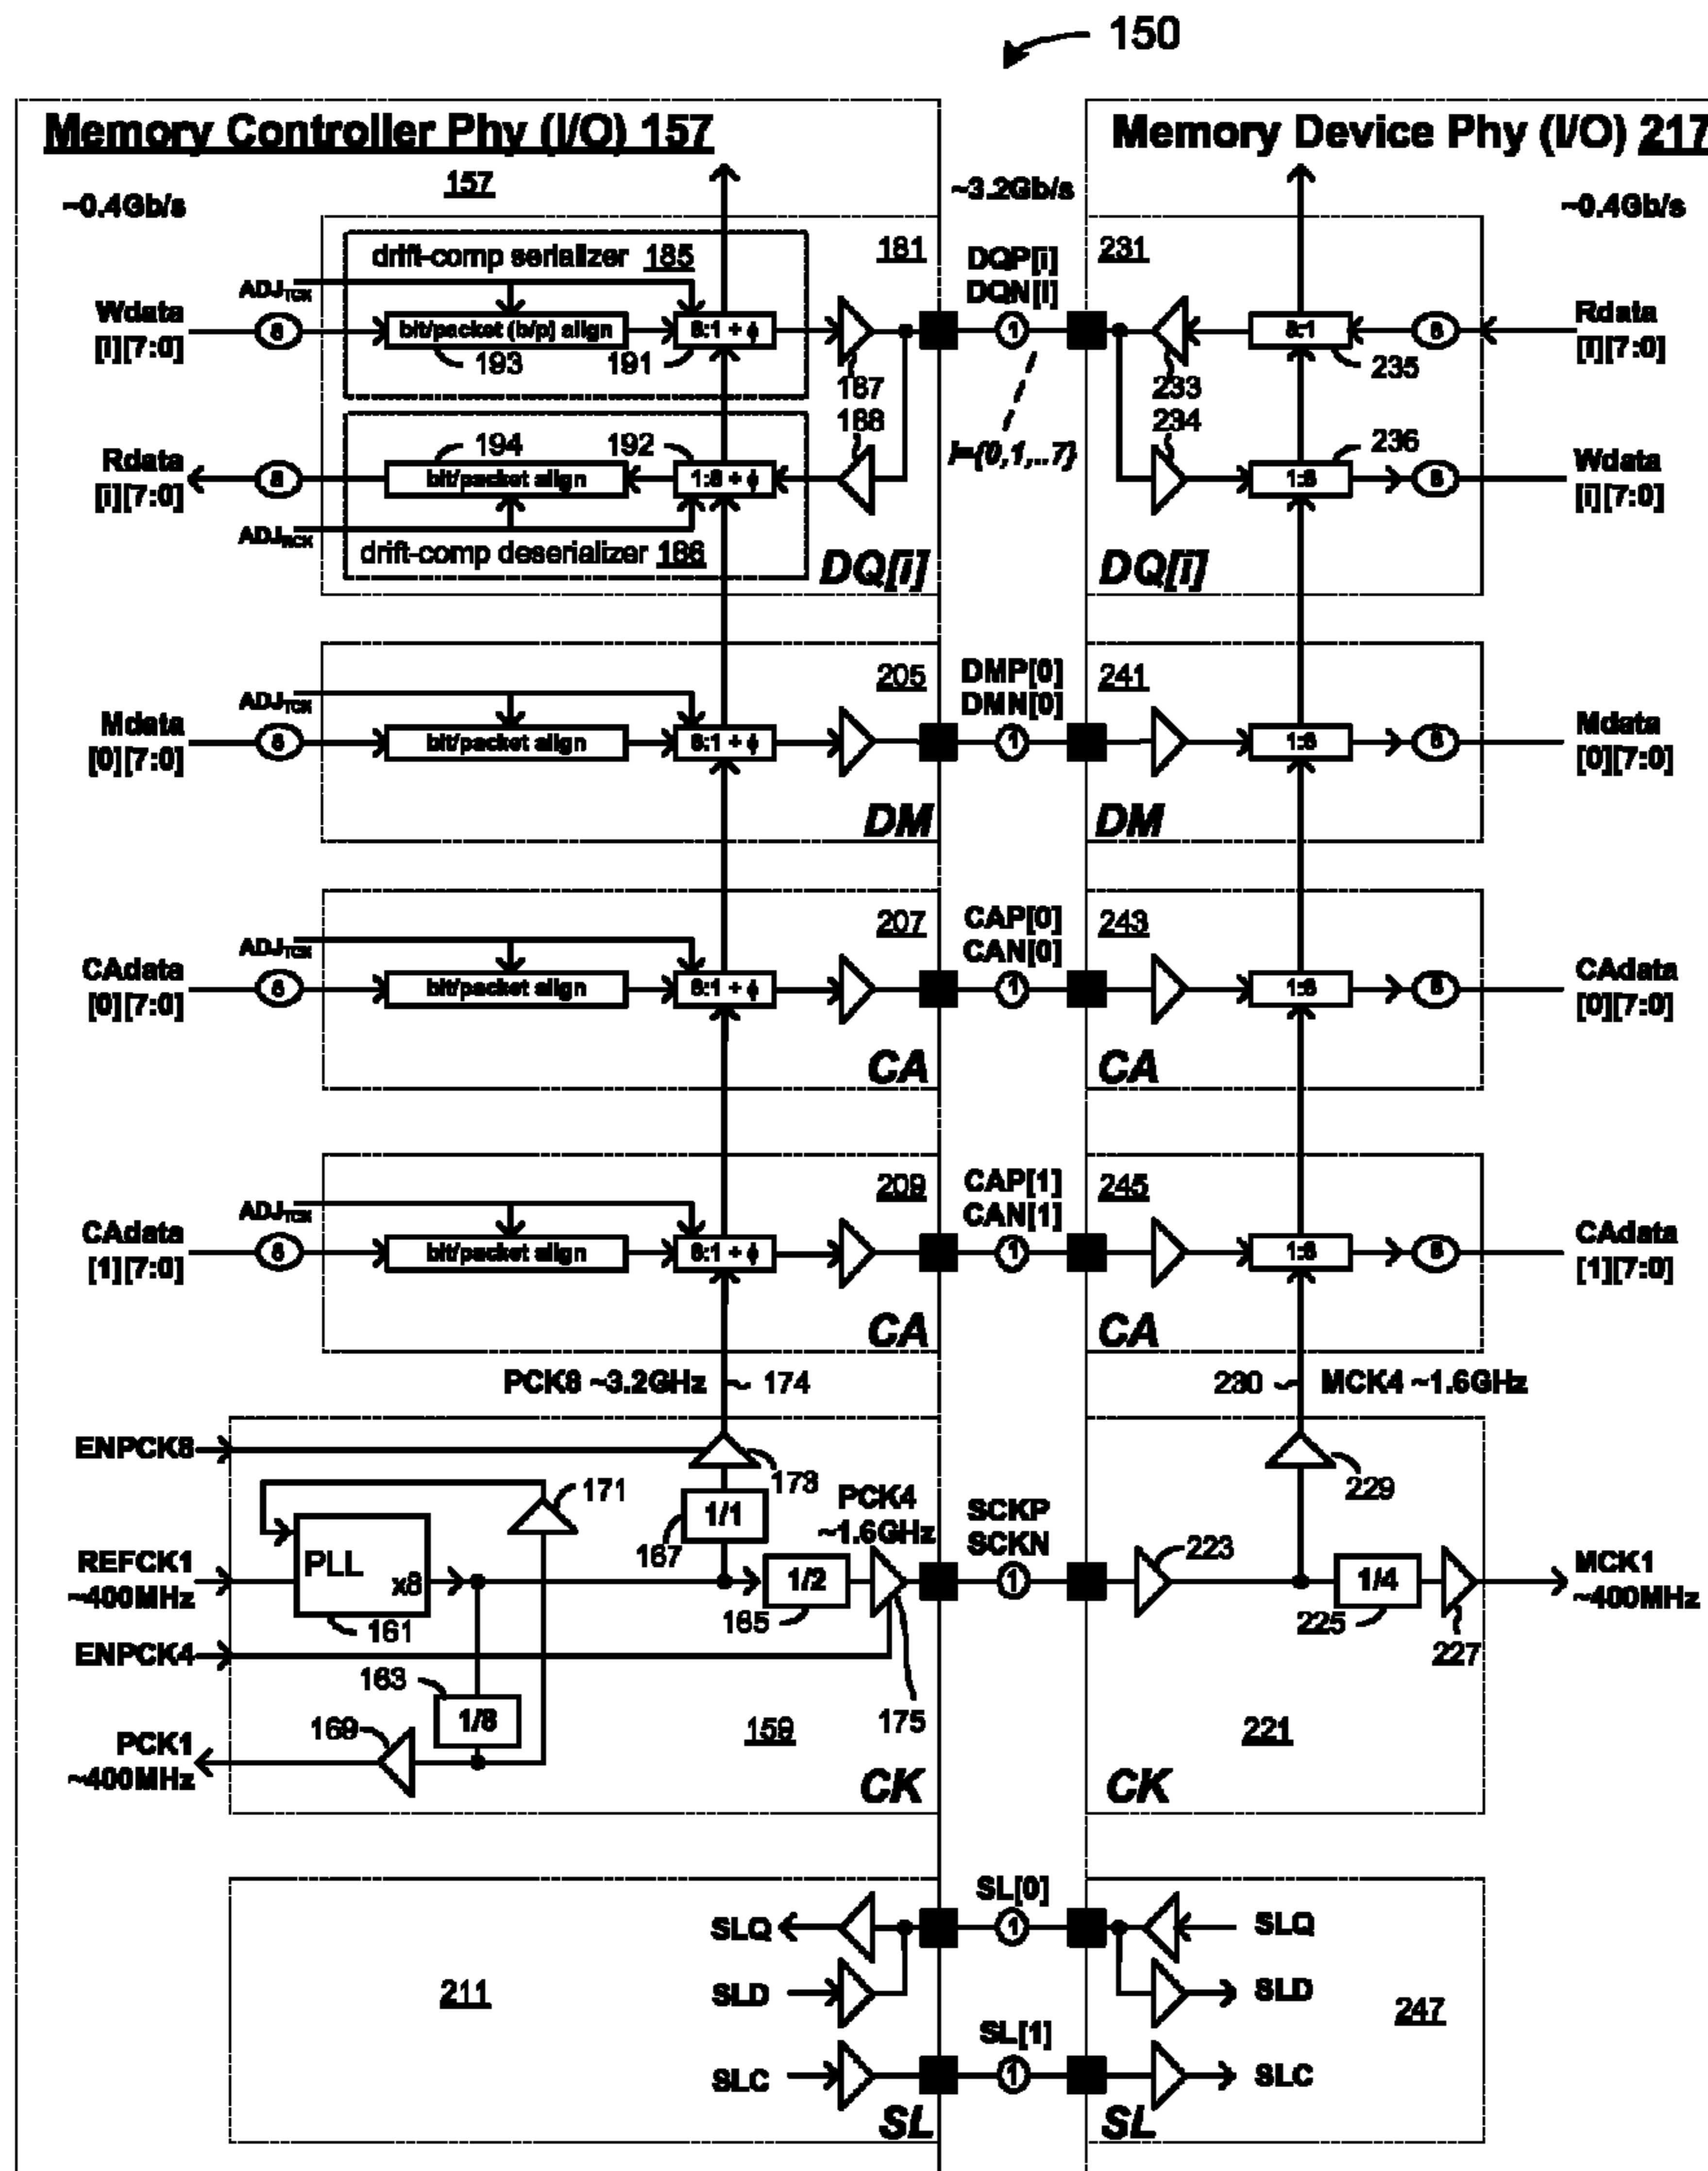 150
Memory Controller Phy (I/O) 157
Memory Device Phy (I/O) 217
~0.4Gb/s
157
~3.2Gb/s
~0.4Gb/s
drift-comp serializer 185
181
DQP[i]
DQN[i]
231
ADJTCK
Wdata
[i][7:0]
8
bit/packet (b/p) align
8:1 + ϕ
1
8:1
8
Rdata
[i][7:0]
193
191
187
233
235
188
234
i={0,1,..7}
194
192
236
Rdata
[i][7:0]
8
bit/packet align
1:8 + ϕ
1:8
8
Wdata
[i][7:0]
ADJRCK
drift-comp deserializer 186
DQ[i]
DQ[i]
205
DMP[0]
DMN[0]
241
ADJTCK
Mdata
[0][7:0]
8
bit/packet align
8:1 + ϕ
1
1:8
8
Mdata
[0][7:0]
DM
DM
207
CAP[0]
CAN[0]
243
ADJTCK
CAdata
[0][7:0]
8
bit/packet align
8:1 + ϕ
1
1:8
8
CAdata
[0][7:0]
CA
CA
209
CAP[1]
CAN[1]
245
ADJTCK
CAdata
[1][7:0]
8
bit/packet align
8:1 + ϕ
1
1:8
8
CAdata
[1][7:0]
CA
CA
PCK8 ~3.2GHz
174
230
MCK4 ~1.6GHz
ENPCK8
173
229
171
1/1
167
PCK4
~1.6GHz
SCKP
SCKN
223
REFCK1
~400MHz
PLL
x8
1/2
1
1/4
MCK1
~400MHz
161
165
225
227
ENPCK4
163
1/8
175
169
159
221
PCK1
~400MHz
CK
CK
SL[0]
SLQ
1
SLQ
211
SLD
SLD
247
SL[1]
SLC
1
SLC
SL
SL